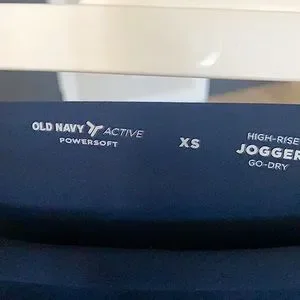 OLD NAVY ACTIVE
POWERSOFT
XS
HIGH-RISE
JOGGER
GO-DRY